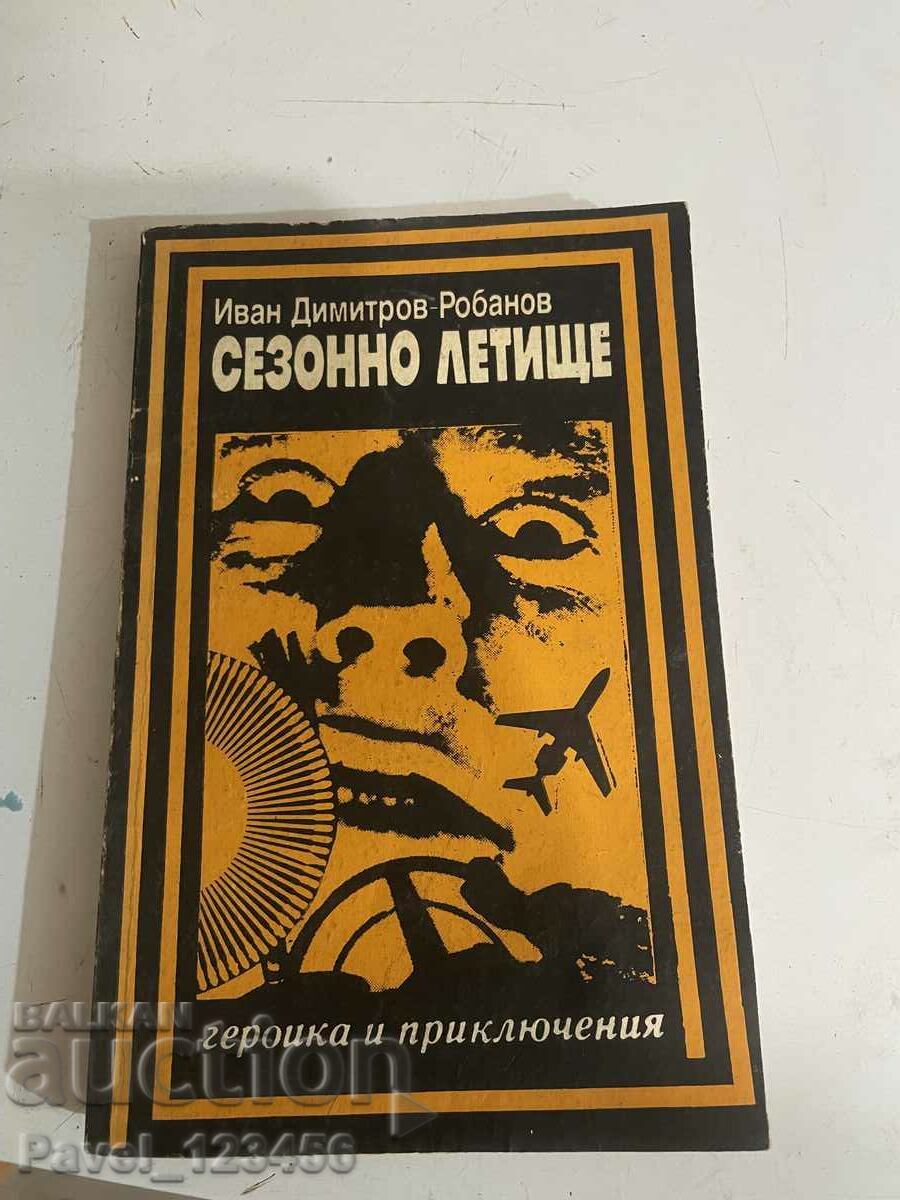 Иван Димитров-Робанов
СЕЗОННО ЛЕТИЩЕ
героика и приключения
BALKAN
auction
Pavel_123456